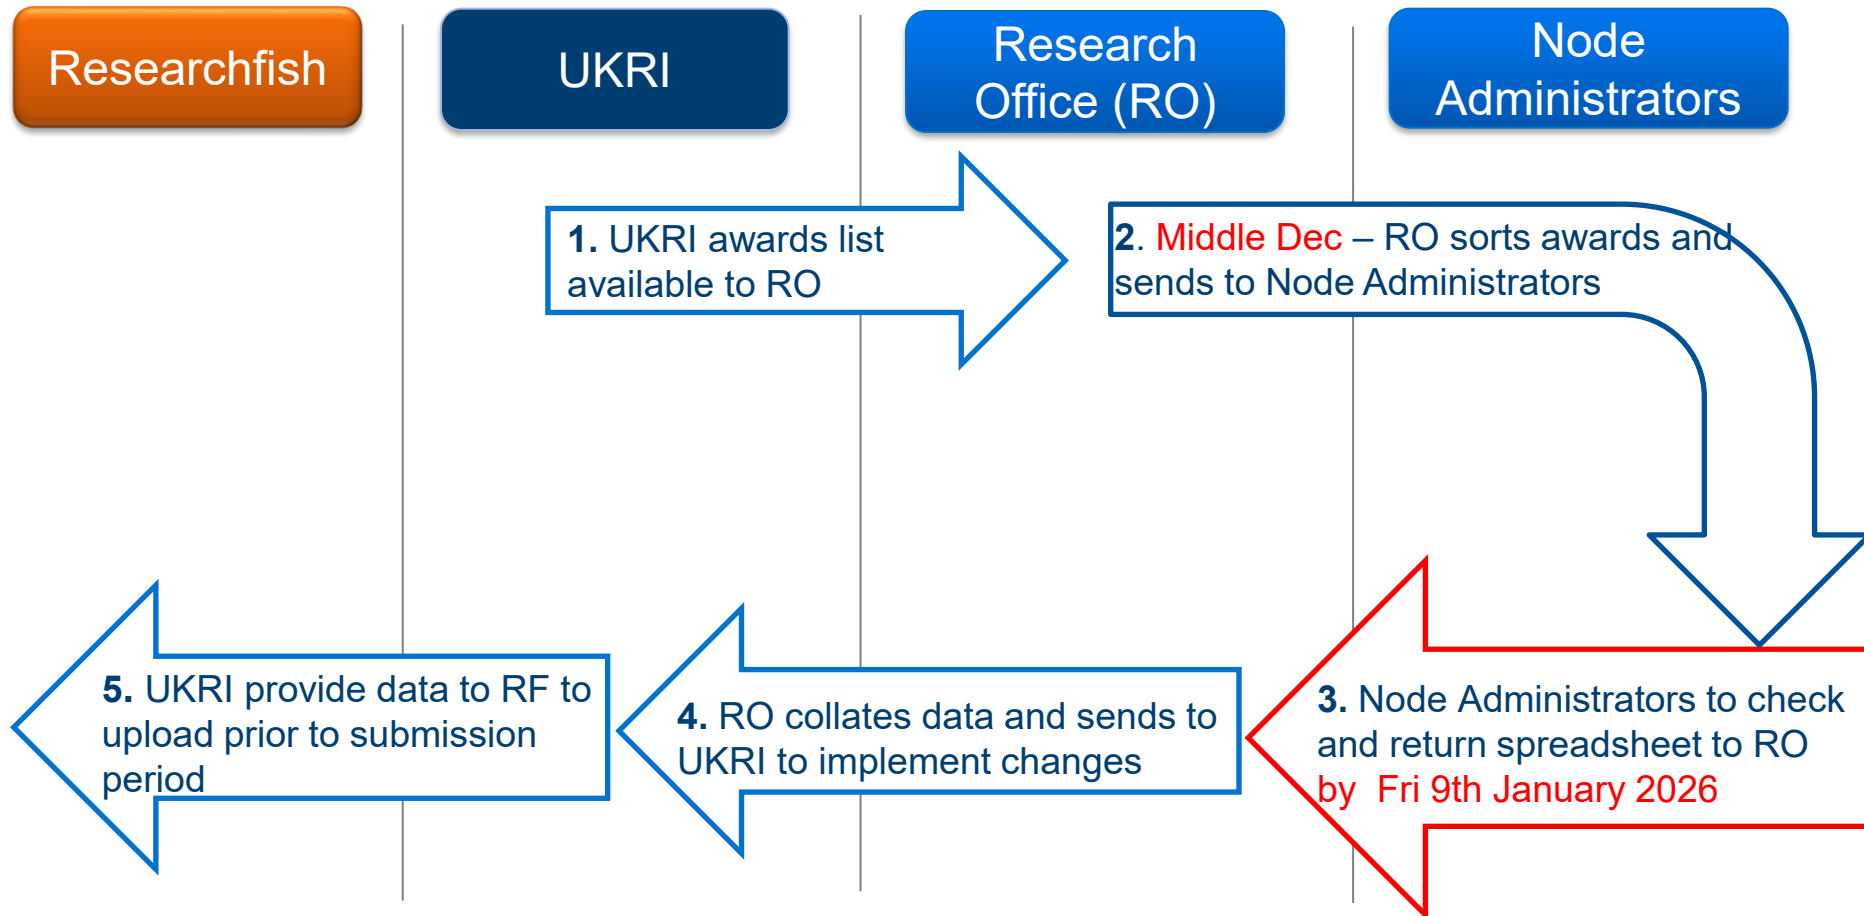 Researchfish
UKRI
Research
Office (RO)
Node
Administrators
1. UKRI awards list
available to RO
2. Middle Dec – RO sorts awards and
sends to Node Administrators
3. Node Administrators to check
and return spreadsheet to RO
by  Fri 9th January 2026
4. RO collates data and sends to
UKRI to implement changes
5. UKRI provide data to RF to
upload prior to submission
period